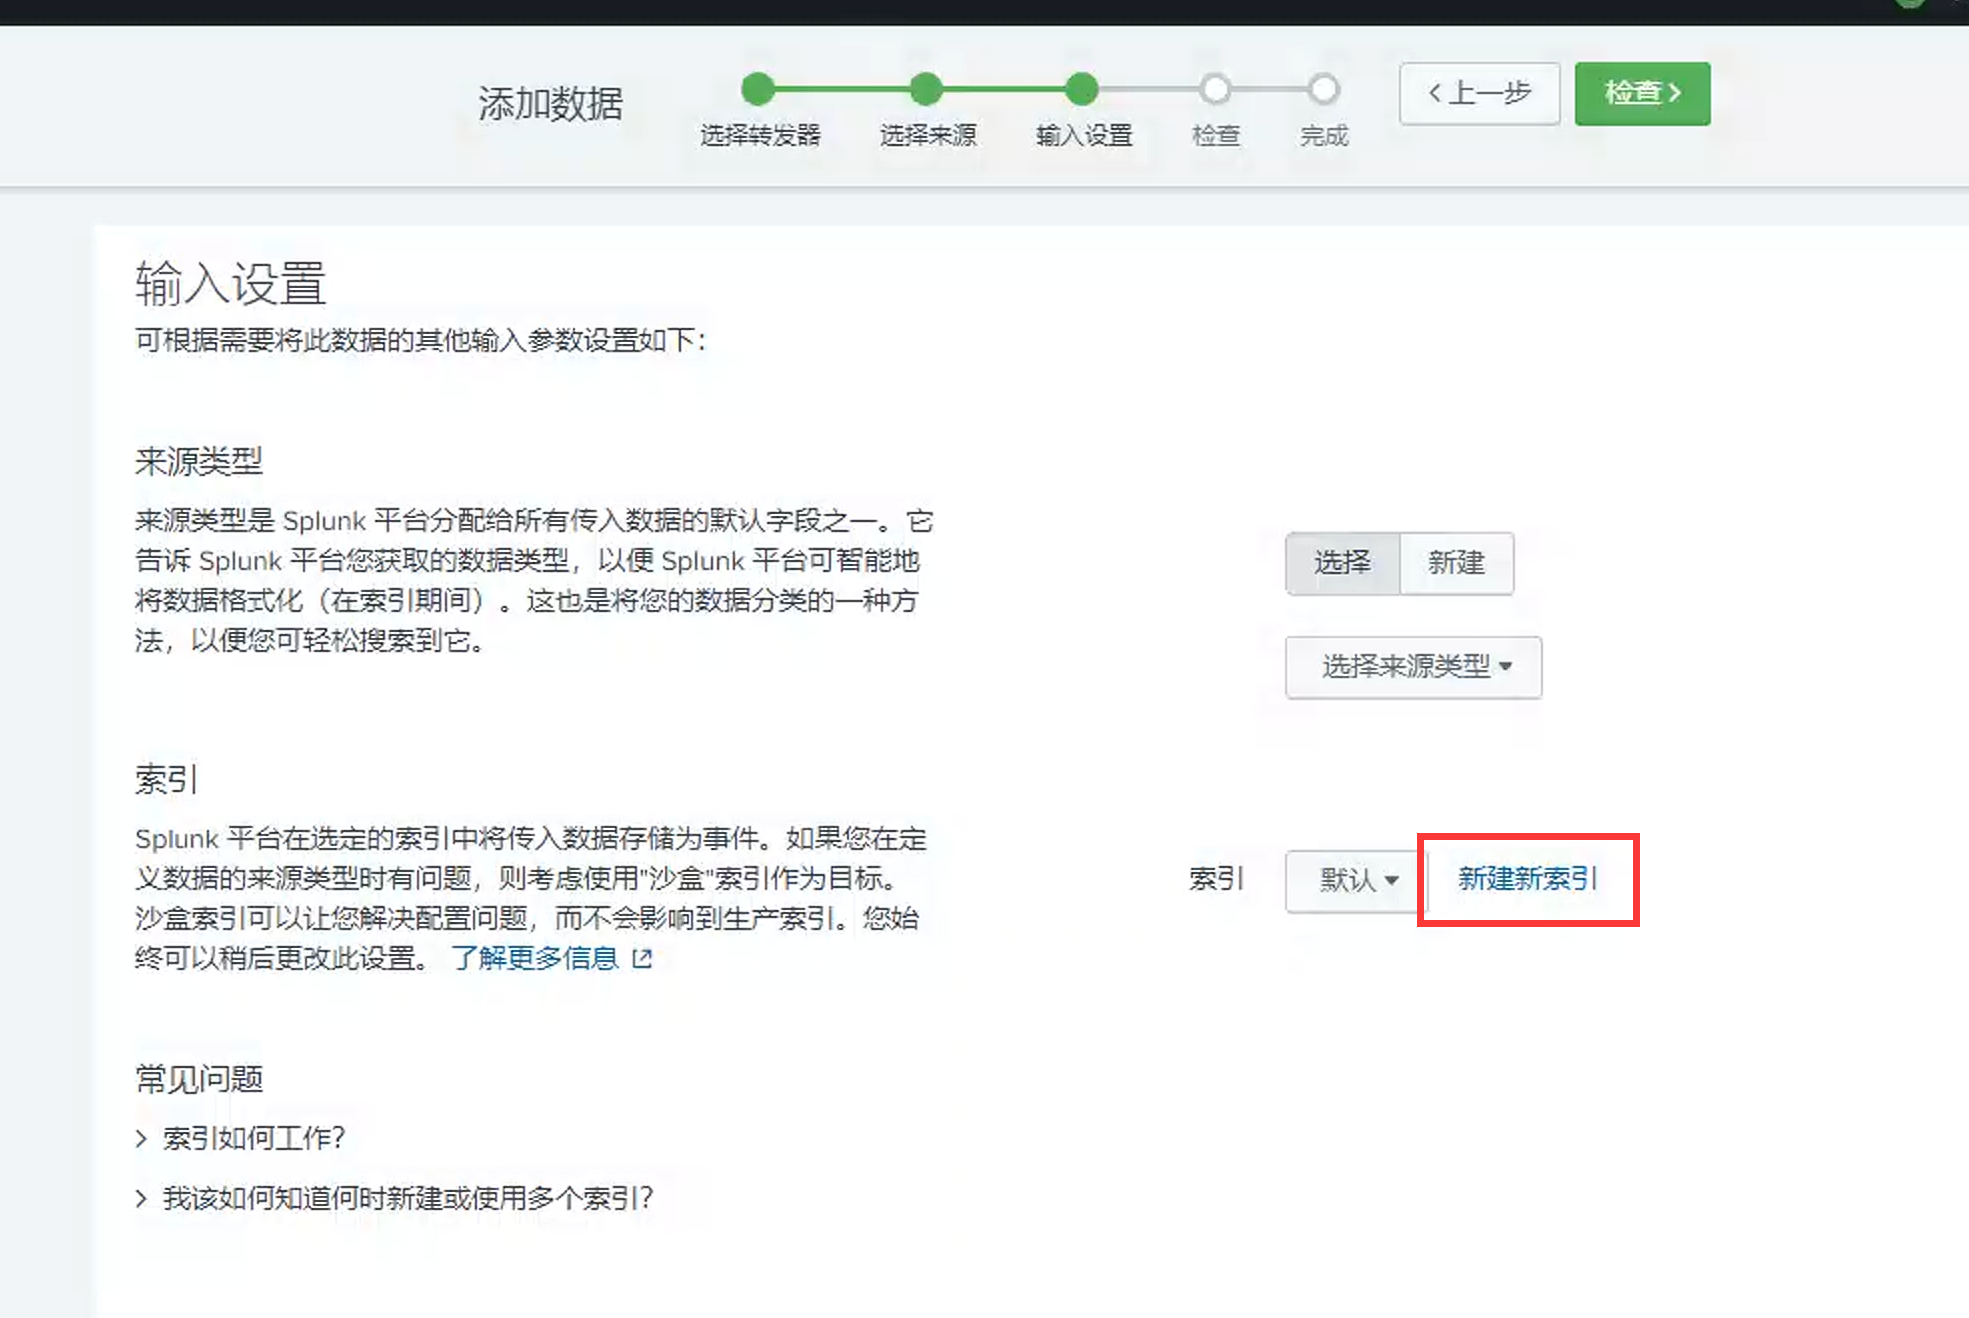 添加数据
选择转发器
选择来源
输入设置
检查
完成
上一步
检查
输入设置
可根据需要将此数据的其他输入参数设置如下：
来源类型
来源类型是 Splunk 平台分配给所有传入数据的默认字段之一。它
告诉 Splunk 平台您获取的数据类型，以便 Splunk 平台可智能地
将数据格式化（在索引期间）。这也是将您的数据分类的一种方
法，以便您可轻松搜索到它。
选择
新建
选择来源类型
索引
Splunk 平台在选定的索引中将传入数据存储为事件。如果您在定
义数据的来源类型时有问题，则考虑使用"沙盒"索引作为目标。
沙盒索引可以让您解决配置问题，而不会影响到生产索引。您始
终可以稍后更改此设置。 了解更多信息
索引
默认
新建新索引
常见问题
索引如何工作？
我该如何知道何时新建或使用多个索引？